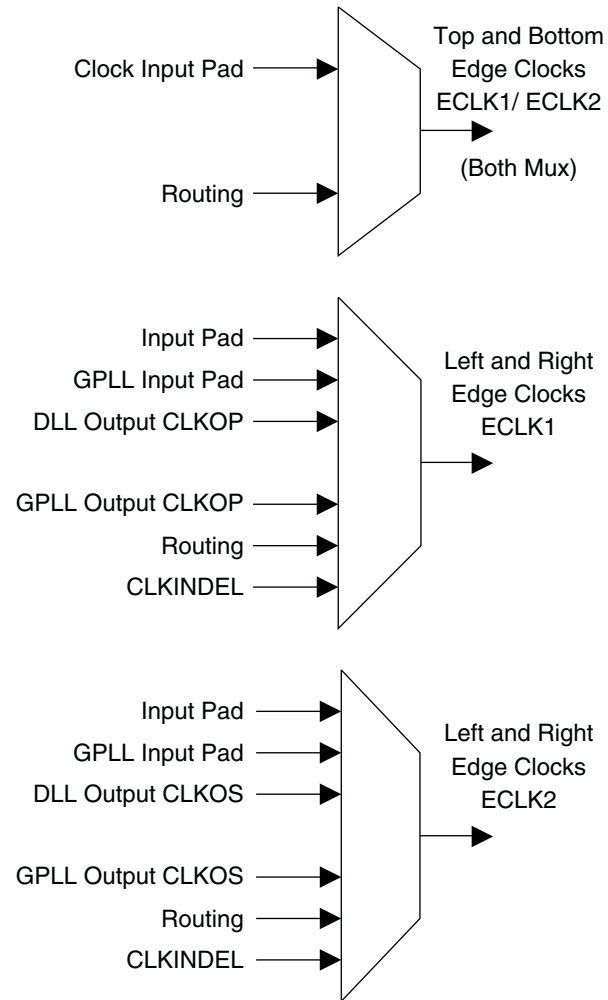 Clock Input Pad
Routing
Top and Bottom
Edge Clocks
ECLK1/ ECLK2
(Both Mux)
Input Pad
GPLL Input Pad
DLL Output CLKOP
GPLL Output CLKOP
Routing
CLKINDEL
Left and Right
Edge Clocks
ECLK1
Input Pad
GPLL Input Pad
DLL Output CLKOS
GPLL Output CLKOS
Routing
CLKINDEL
Left and Right
Edge Clocks
ECLK2